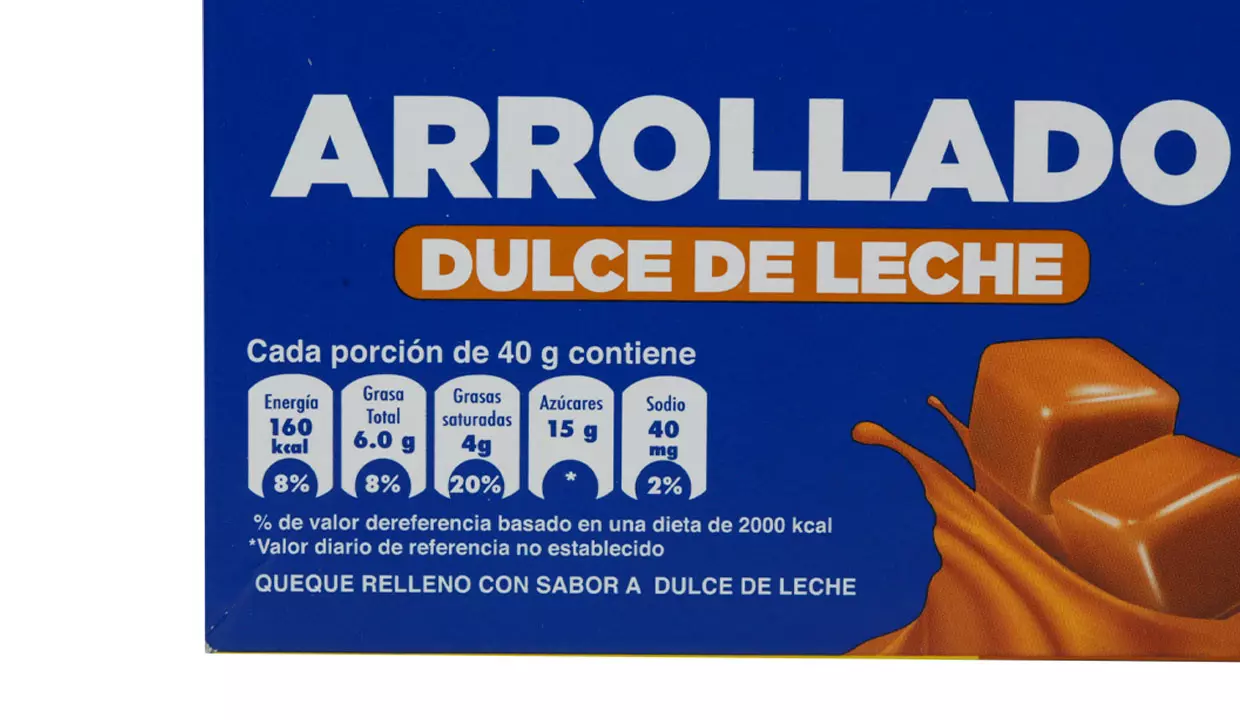 ARROLLADO
DULCE DE LECHE
Cada porción de 40 g contiene
Energía
160
kcal
8%
Grasa
Total
6.0 g
8%
Grasas
saturadas
4g
20%
Azúcares
15 g
*
Sodio
40
mg
2%
% de valor dereferencia basado en una dieta de 2000 kcal
*Valor diario de referencia no establecido
QUEQUE RELLENO CON SABOR A DULCE DE LECHE